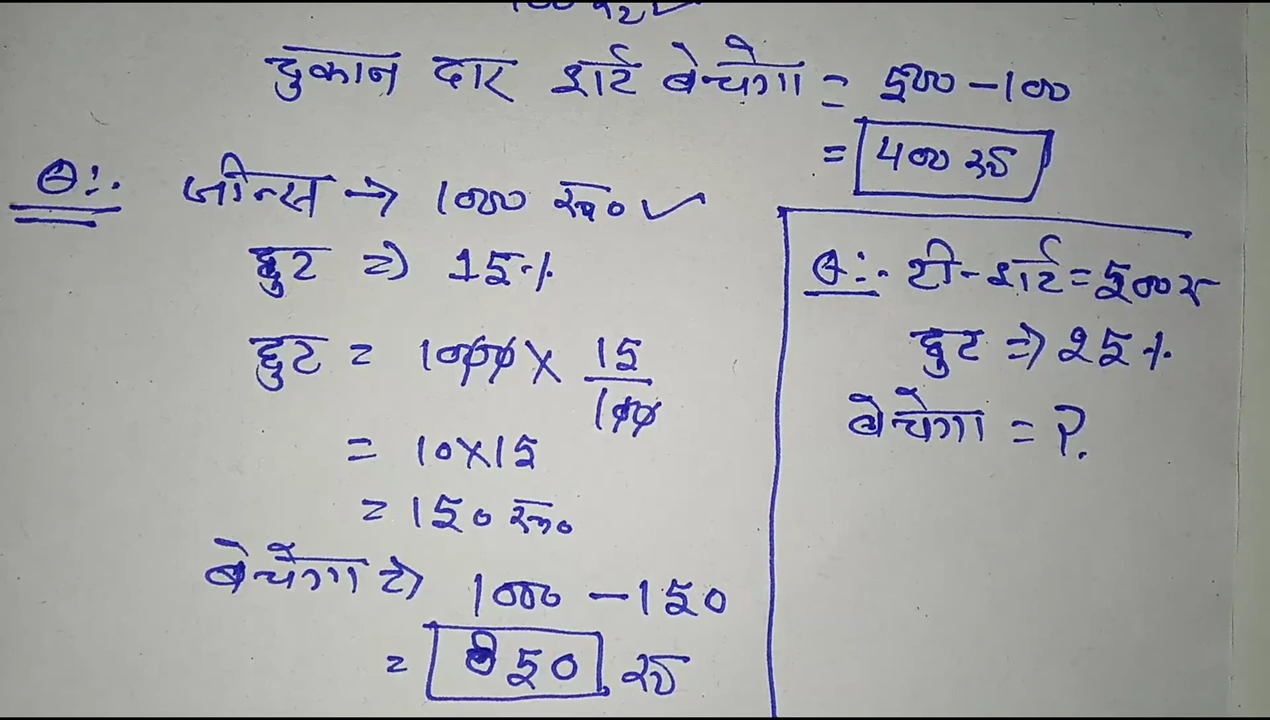 दुकान दार शर्ट बेचेगा = 500 - 100
= 400 रु
Q:- जीन्स → 1000 रू०
छुट ⇒ 15%
छुट = 1000 × 15/100
= 10×15
= 150 रू०
बेचेगा ⇒ 1000 - 150
= 850 रु
Q:- टी-शर्ट = 500 रु
छुट ⇒ 25%
बेचेगा = ?